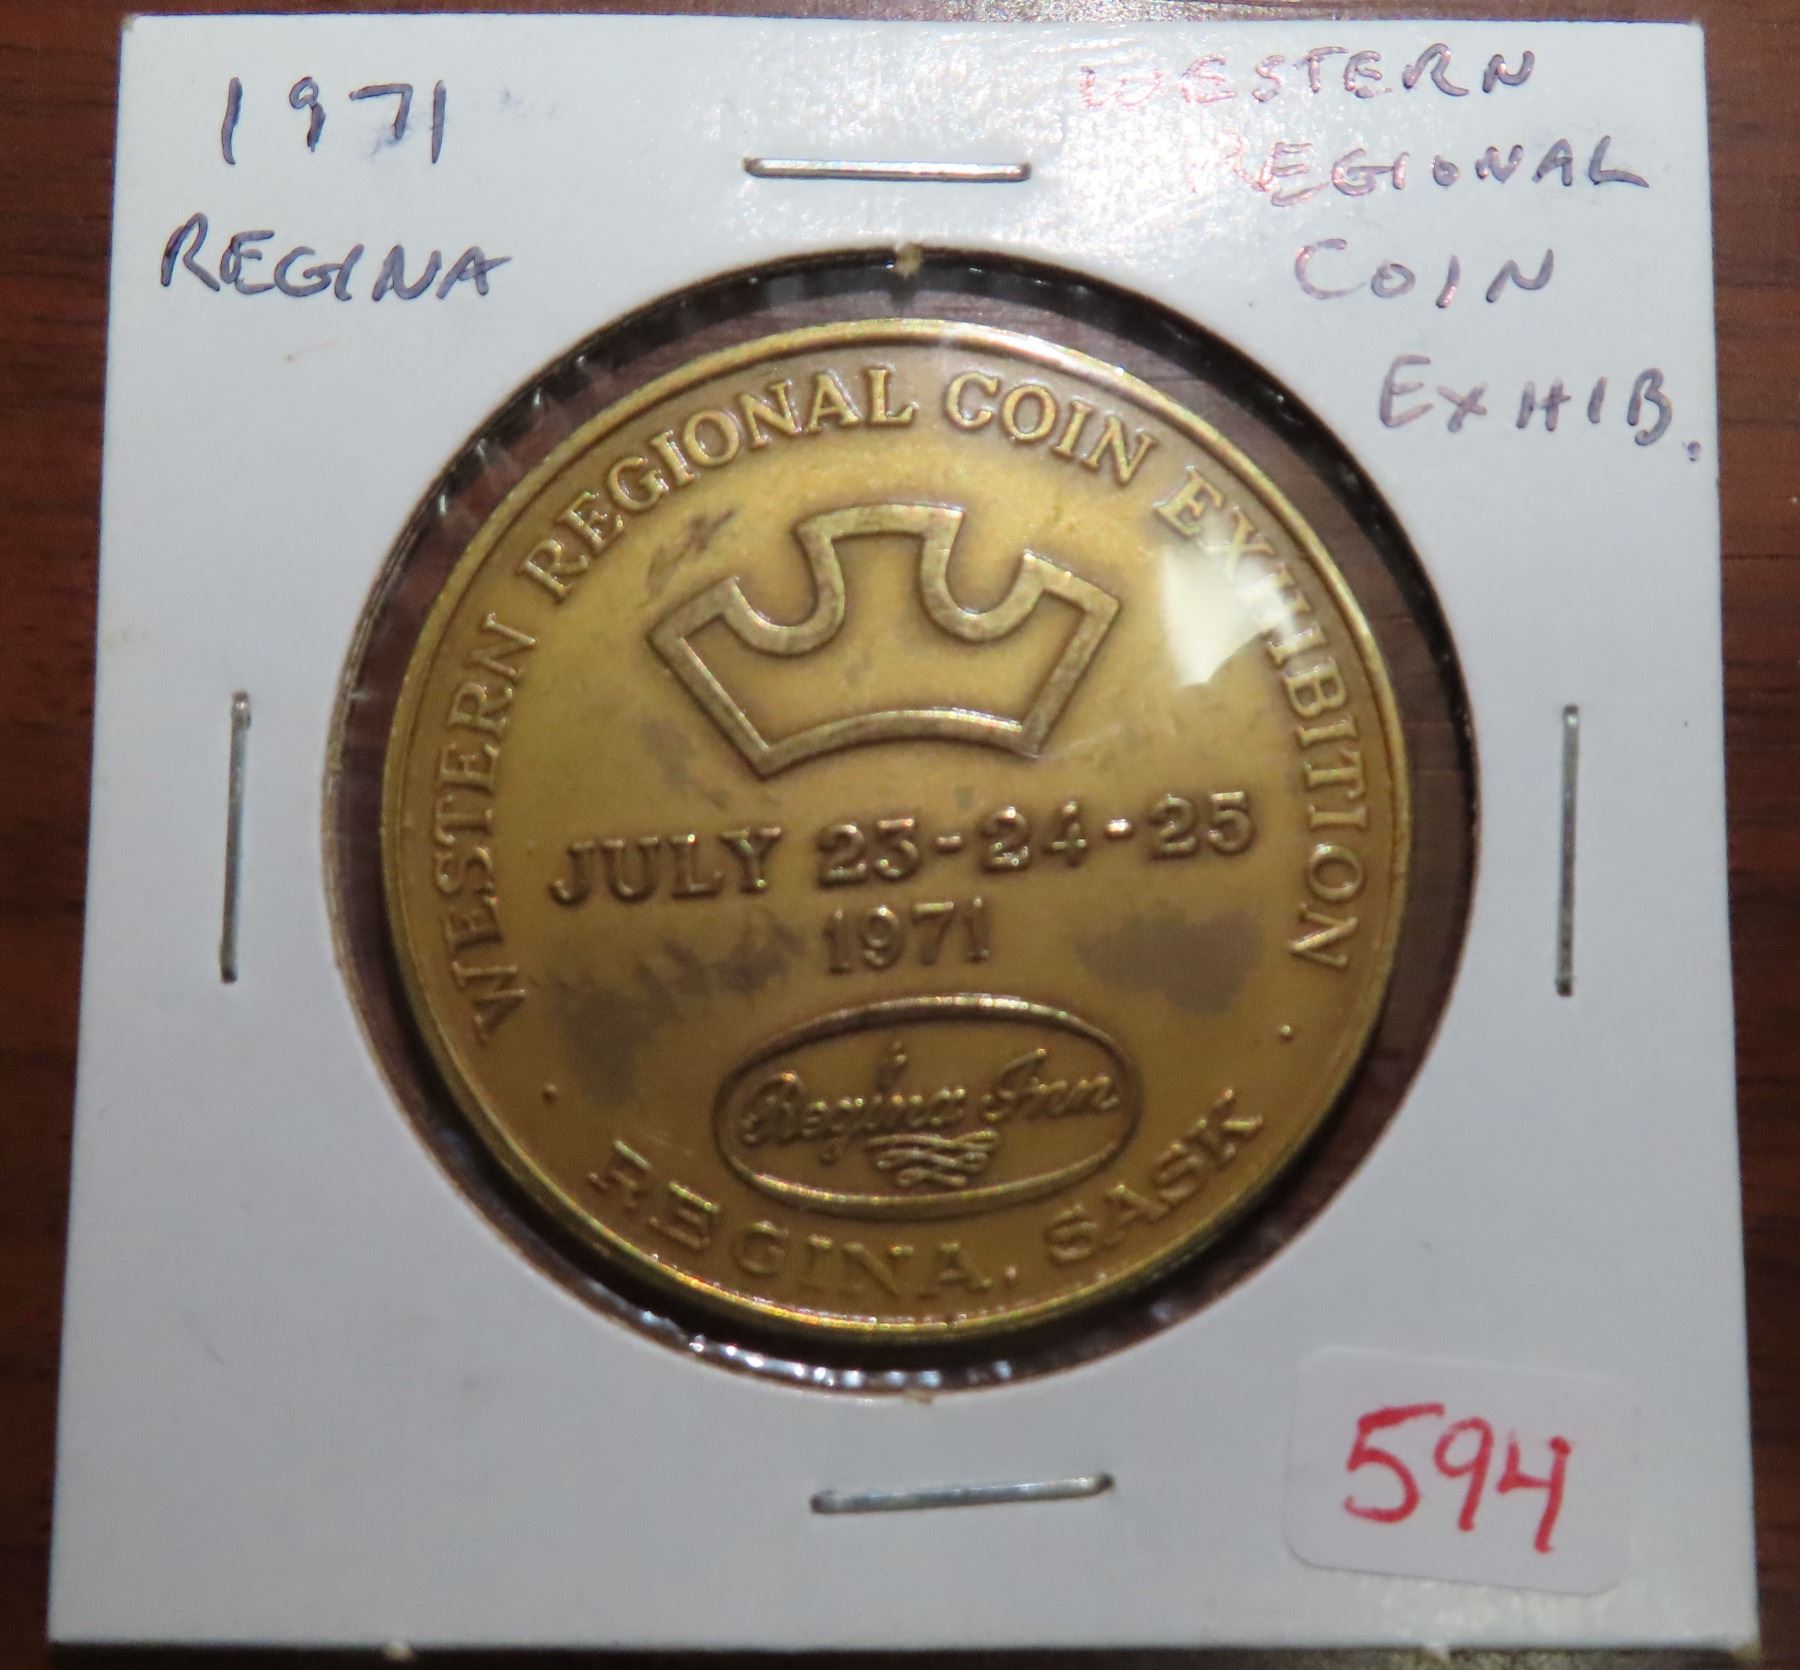 1971
REGINA
WESTERN
REGIONAL
COIN
EXHIB.
WESTERN REGIONAL COIN EXHIBITION
JULY 23-24-25
1971
Regina Inn
REGINA, SASK
594